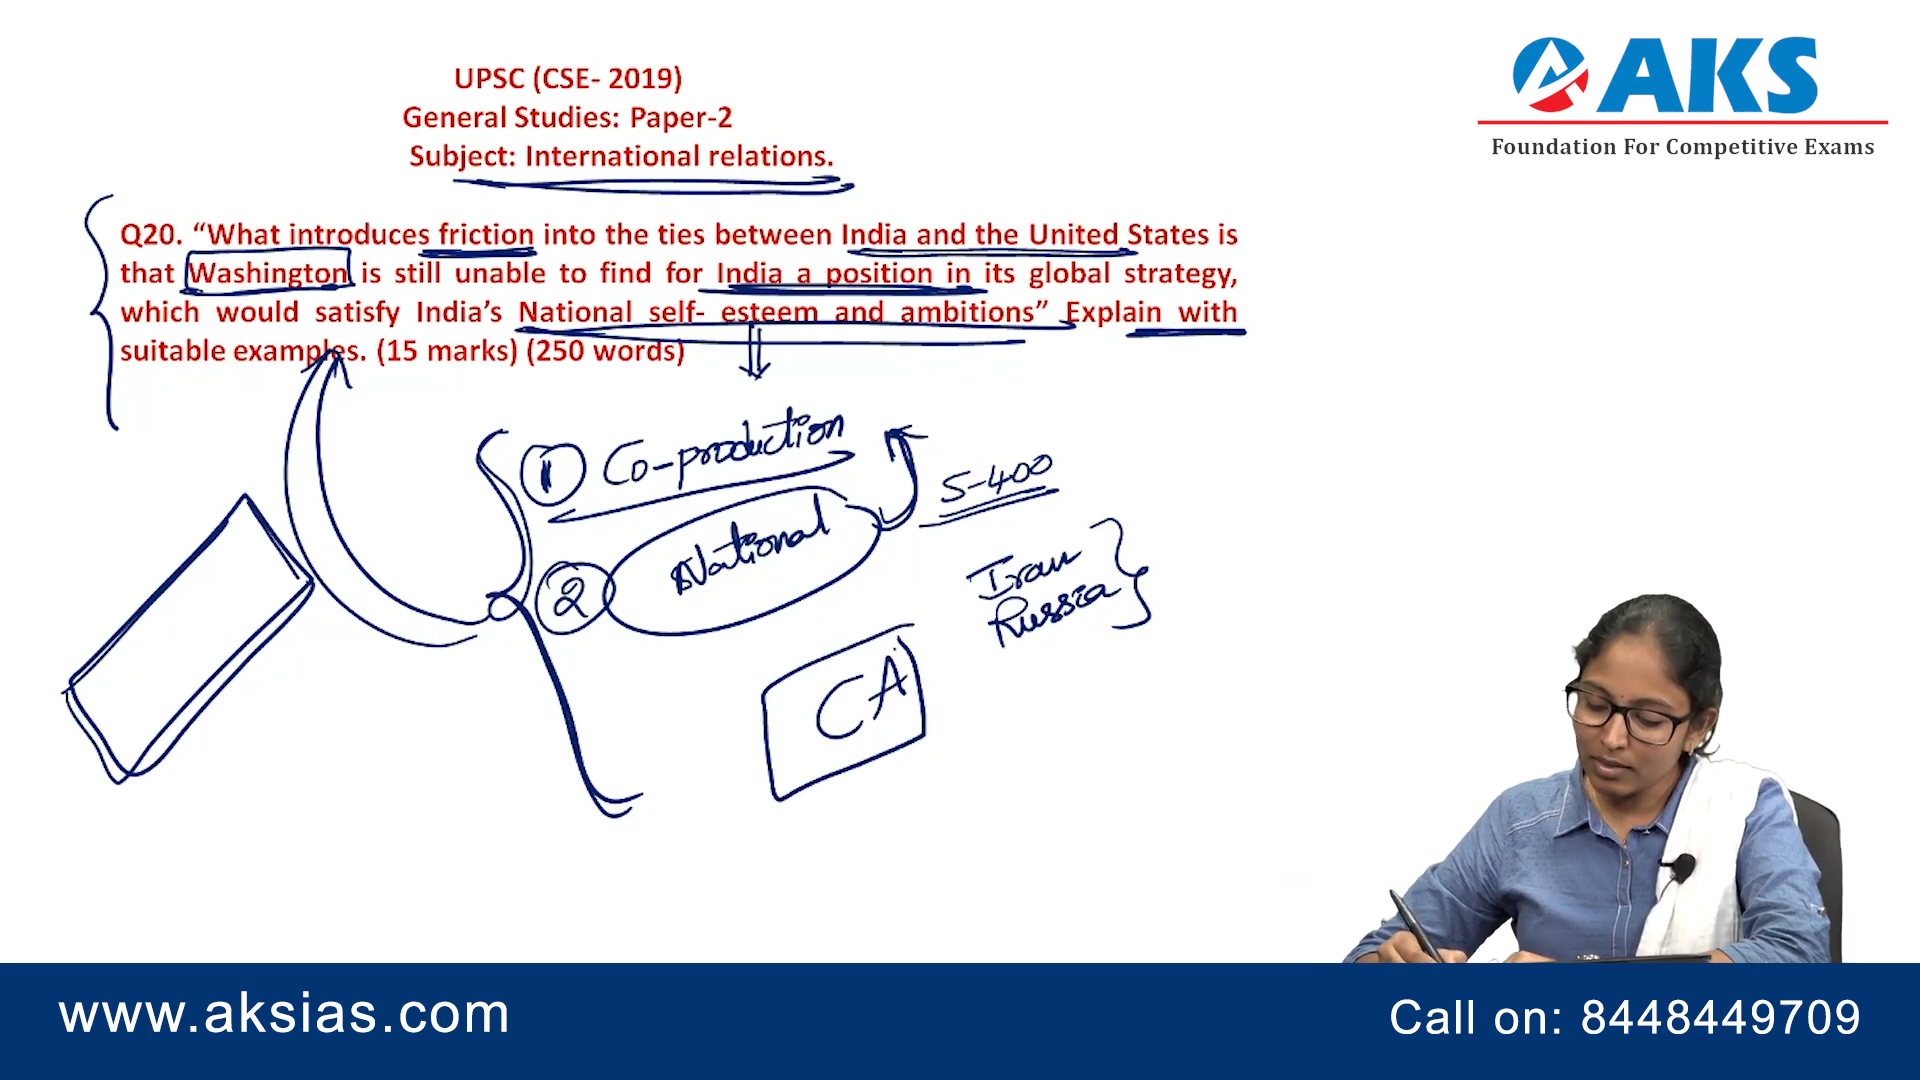 UPSC (CSE- 2019)
General Studies: Paper-2
Subject: International relations.
AKS
Foundation For Competitive Exams
Q20. “What introduces friction into the ties between India and the United States is
that Washington is still unable to find for India a position in its global strategy,
which would satisfy India’s National self- esteem and ambitions” Explain with
suitable examples. (15 marks) (250 words)
1 Co-production
S-400
2 National
Iran
Russia
CA
www.aksias.com
Call on: 8448449709